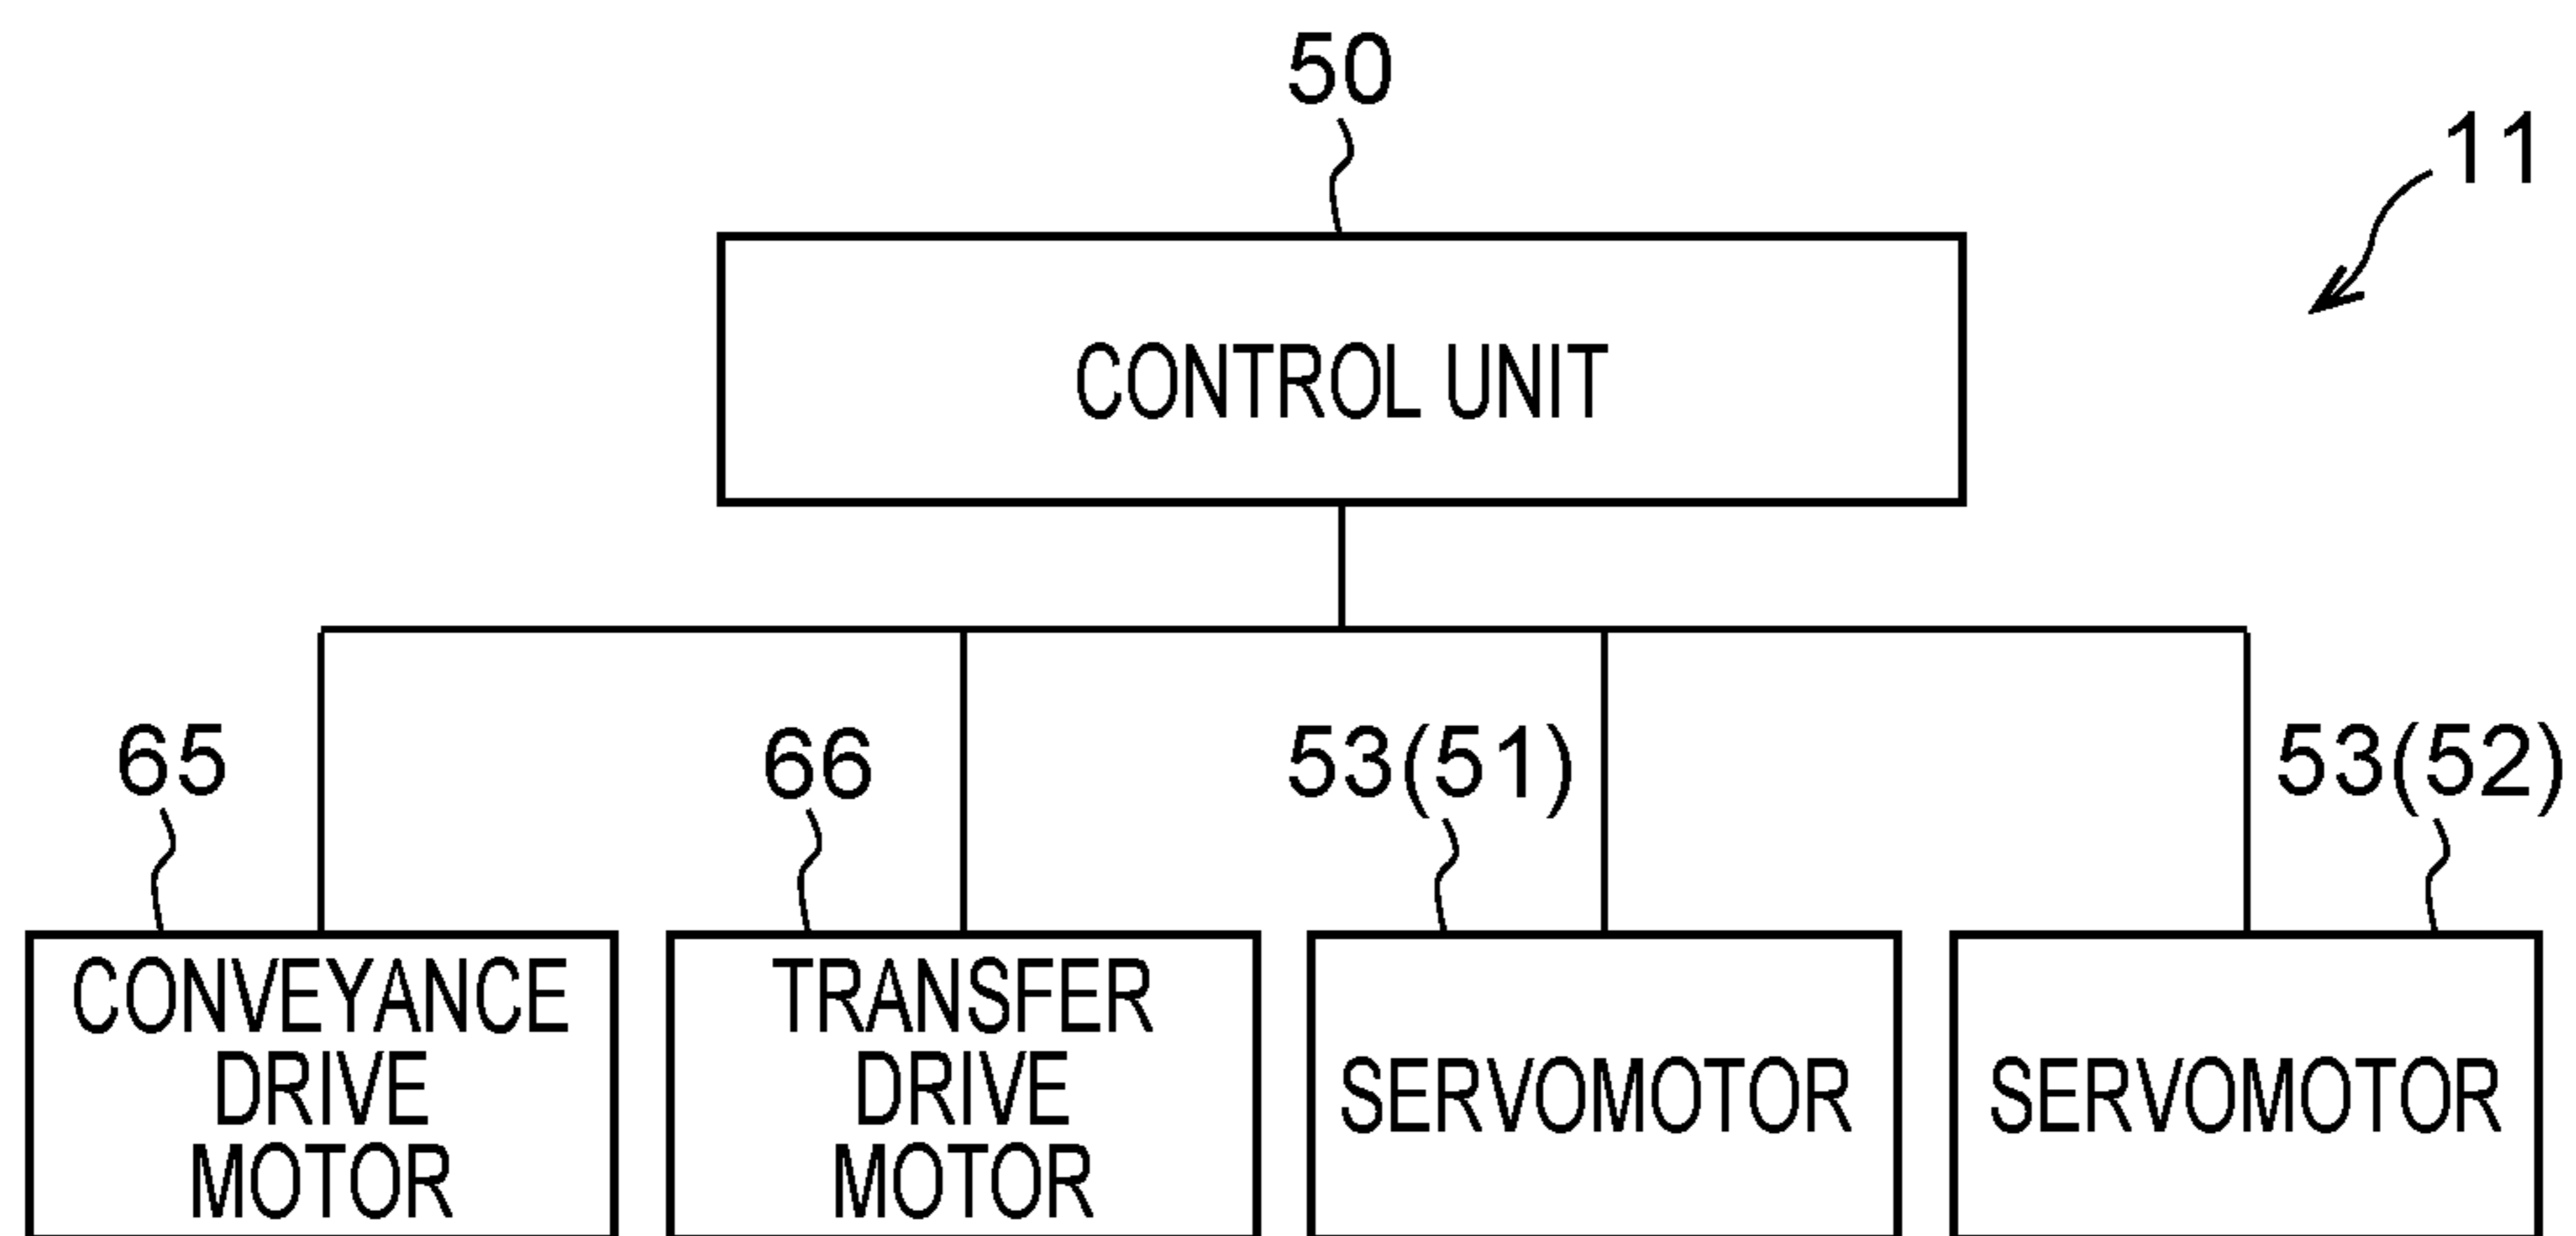 50
11
CONTROL UNIT
65
66
53(51)
53(52)
CONVEYANCE
DRIVE
MOTOR
TRANSFER
DRIVE
MOTOR
SERVOMOTOR
SERVOMOTOR